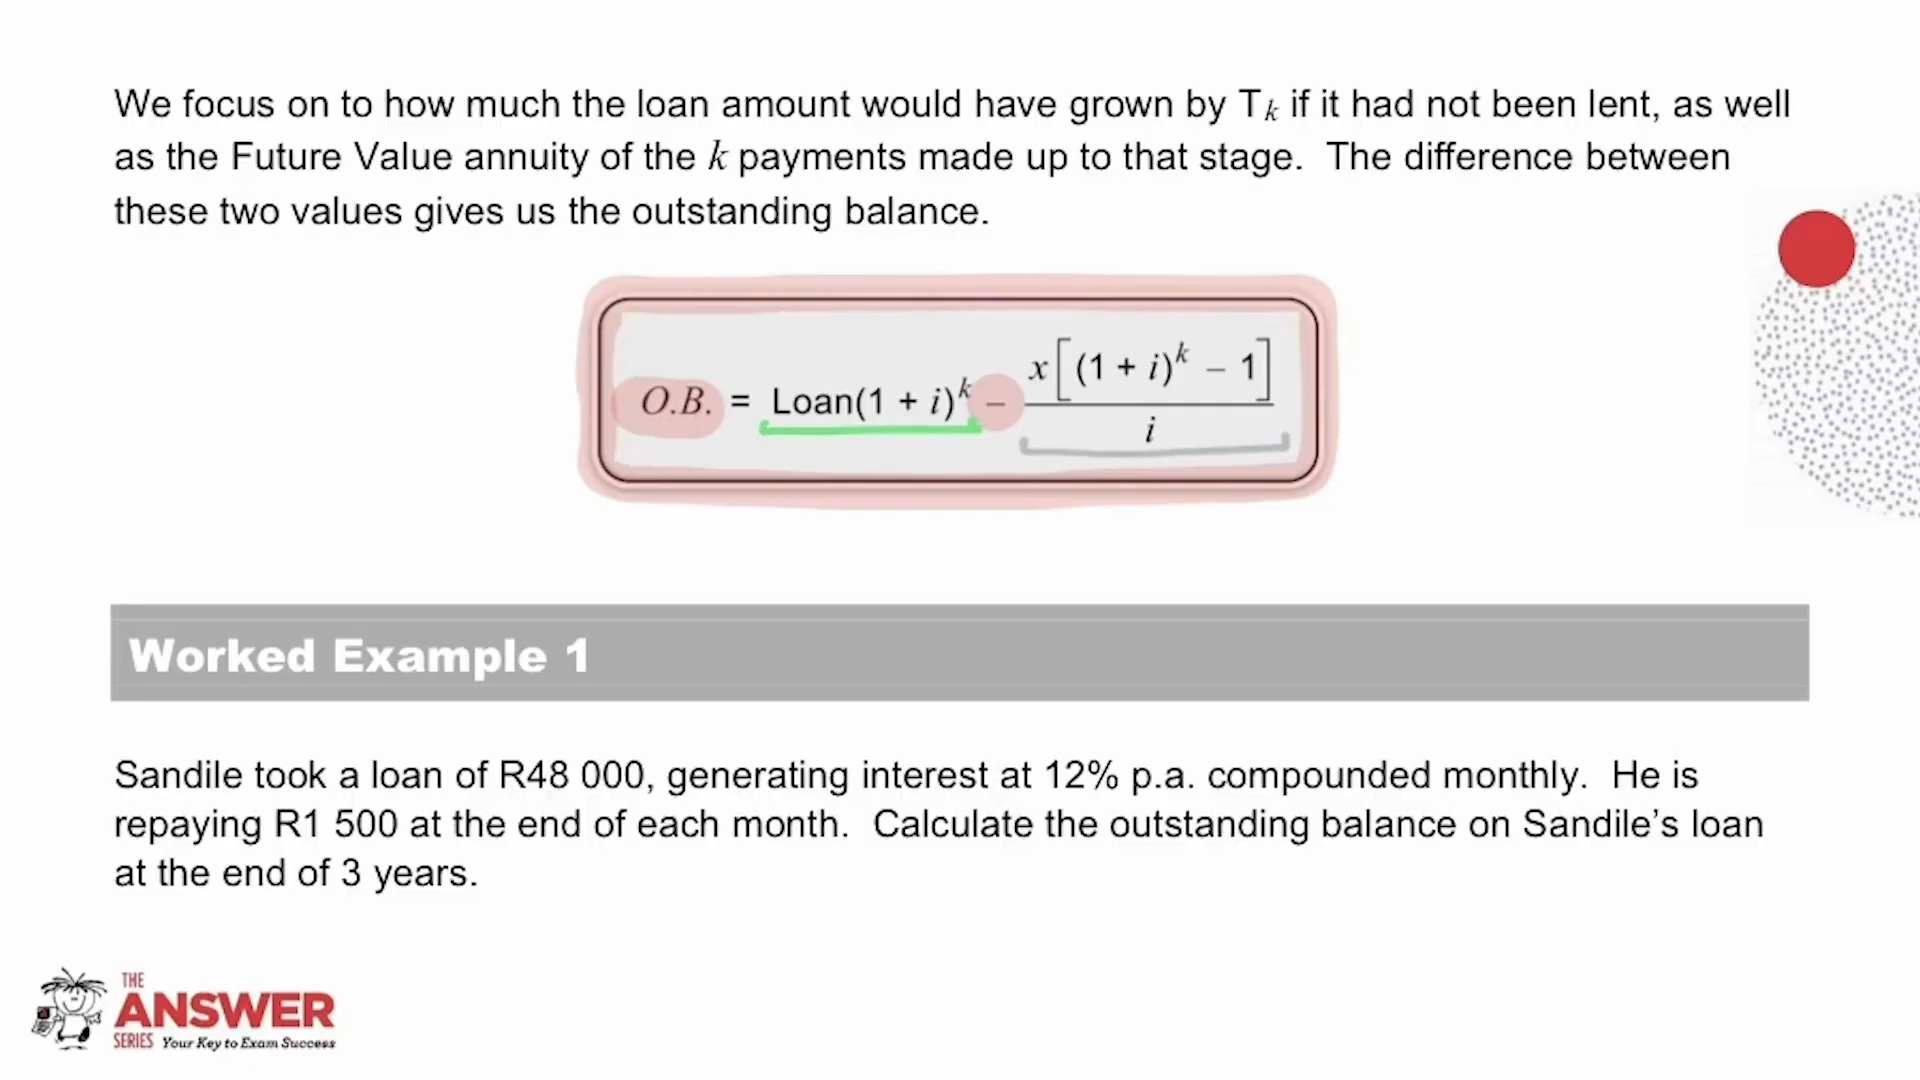 We focus on to how much the loan amount would have grown by Tk if it had not been lent, as well
as the Future Value annuity of the k payments made up to that stage.  The difference between
these two values gives us the outstanding balance.
O.B. = Loan(1 + i)^k – x[(1 + i)^k – 1] / i
Worked Example 1
Sandile took a loan of R48 000, generating interest at 12% p.a. compounded monthly.  He is
repaying R1 500 at the end of each month.  Calculate the outstanding balance on Sandile’s loan
at the end of 3 years.
THE
ANSWER
SERIES Your Key to Exam Success